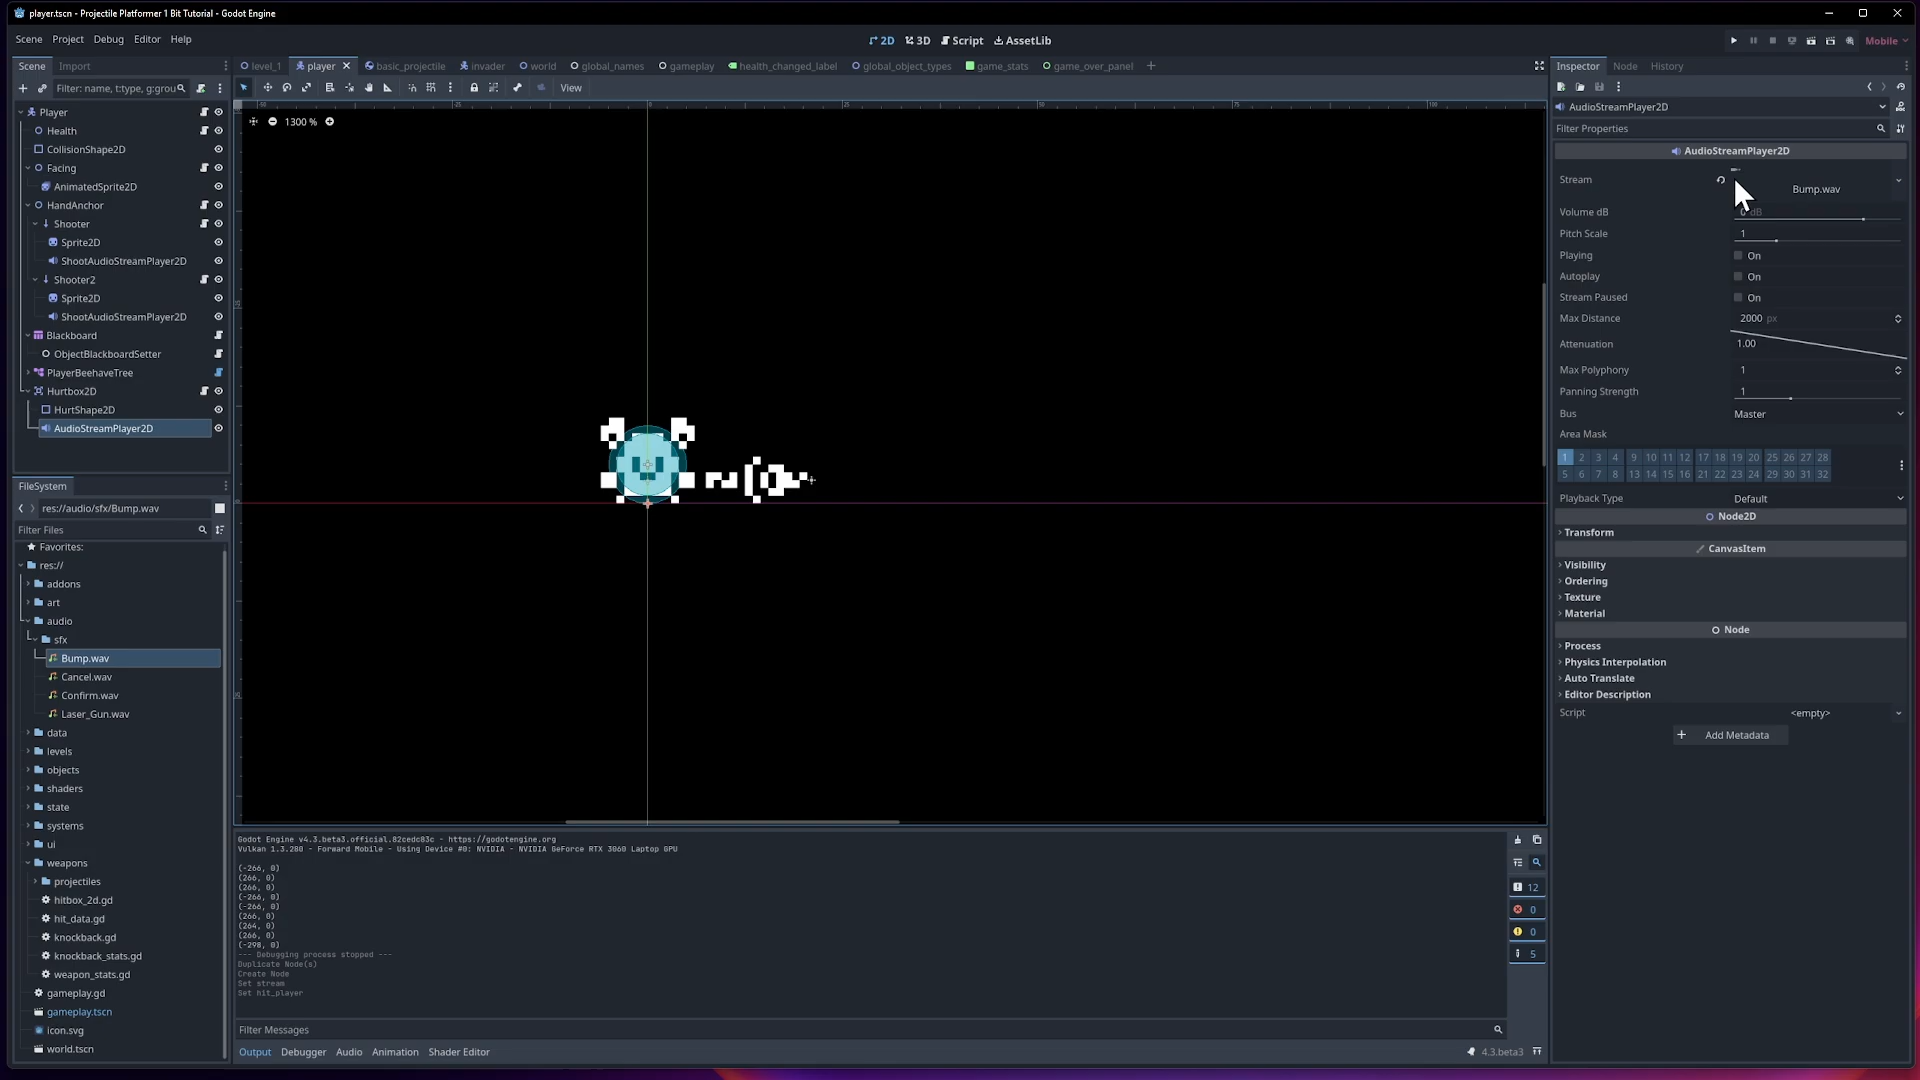 player.tscn - Projectile Platformer 1 Bit Tutorial - Godot Engine
Scene Project Debug Editor Help
2D 3D Script AssetLib
Mobile
Scene Import
level_1 player basic_projectile invader world global_names gameplay health_changed_label global_object_types game_stats game_over_panel
Inspector Node History
Filter: name, t:type, g:grou
View
Player
Health
CollisionShape2D
Facing
AnimatedSprite2D
HandAnchor
Shooter
Sprite2D
ShootAudioStreamPlayer2D
Shooter2
Sprite2D
ShootAudioStreamPlayer2D
Blackboard
ObjectBlackboardSetter
PlayerBeehaveTree
Hurtbox2D
HurtShape2D
AudioStreamPlayer2D
1300 %
FileSystem
res://audio/sfx/Bump.wav
Filter Files
Favorites:
res://
addons
art
audio
sfx
Bump.wav
Cancel.wav
Confirm.wav
Laser_Gun.wav
data
levels
objects
shaders
state
systems
ui
weapons
projectiles
hitbox_2d.gd
hit_data.gd
knockback.gd
knockback_stats.gd
weapon_stats.gd
gameplay.gd
gameplay.tscn
icon.svg
world.tscn
Godot Engine v4.3.beta3.official.82cedc83c - https://godotengine.org
Vulkan 1.3.280 - Forward Mobile - Using Device #0: NVIDIA - NVIDIA GeForce RTX 3060 Laptop GPU
(-266, 0)
(266, 0)
(266, 0)
(-266, 0)
(-266, 0)
(266, 0)
(264, 0)
(266, 0)
(-298, 0)
--- Debugging process stopped ---
Duplicate Node(s)
Create Node
Set stream
Set hit_player
12
0
0
5
Filter Messages
Output Debugger Audio Animation Shader Editor
4.3.beta3
AudioStreamPlayer2D
Filter Properties
AudioStreamPlayer2D
Stream Bump.wav
Volume dB dB
Pitch Scale 1
Playing On
Autoplay On
Stream Paused On
Max Distance 2000 px
Attenuation 1.00
Max Polyphony 1
Panning Strength 1
Bus Master
Area Mask
1 2 3 4 9 10 11 12 17 18 19 20 25 26 27 28
5 6 7 8 13 14 15 16 21 22 23 24 29 30 31 32
Playback Type Default
Node2D
Transform
CanvasItem
Visibility
Ordering
Texture
Material
Node
Process
Physics Interpolation
Auto Translate
Editor Description
Script <empty>
Add Metadata